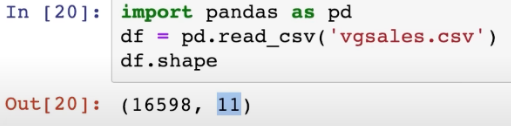 In [20]: import pandas as pd
df = pd.read_csv('vgsales.csv')
df.shape
Out[20]: (16598, 11)